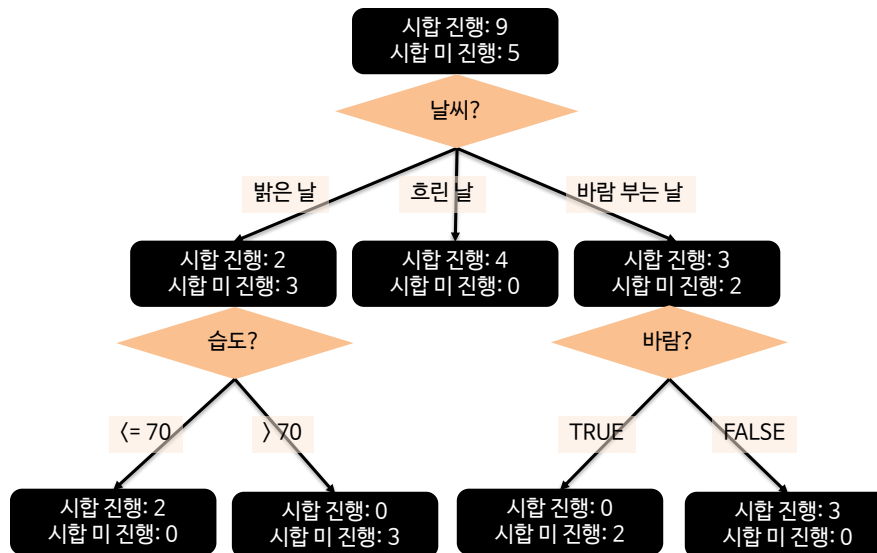 시합 진행: 9
시합 미 진행: 5
날씨?
밝은 날
흐린 날
바람 부는 날
시합 진행: 2
시합 미 진행: 3
시합 진행: 4
시합 미 진행: 0
시합 진행: 3
시합 미 진행: 2
습도?
바람?
<= 70
> 70
TRUE
FALSE
시합 진행: 2
시합 미 진행: 0
시합 진행: 0
시합 미 진행: 3
시합 진행: 0
시합 미 진행: 2
시합 진행: 3
시합 미 진행: 0